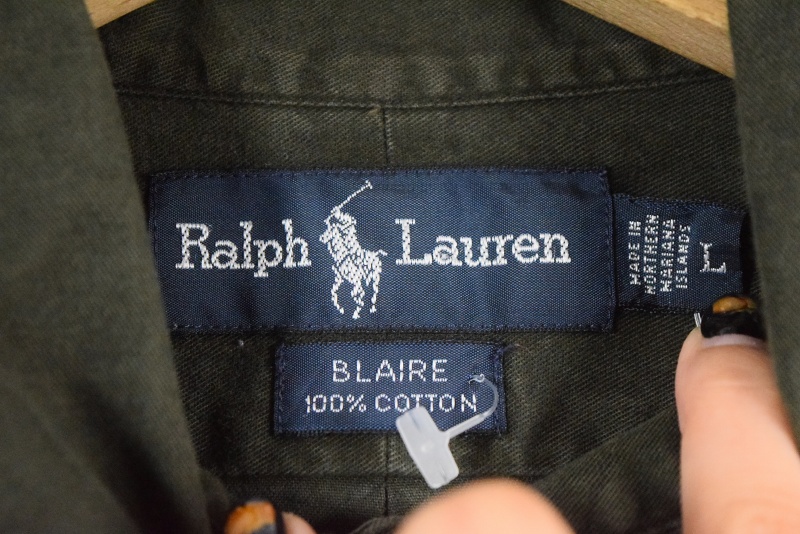 Ralph Lauren
MADE IN
NORTHERN
MARIANA
ISLANDS
L
BLAIRE
100% COTTON